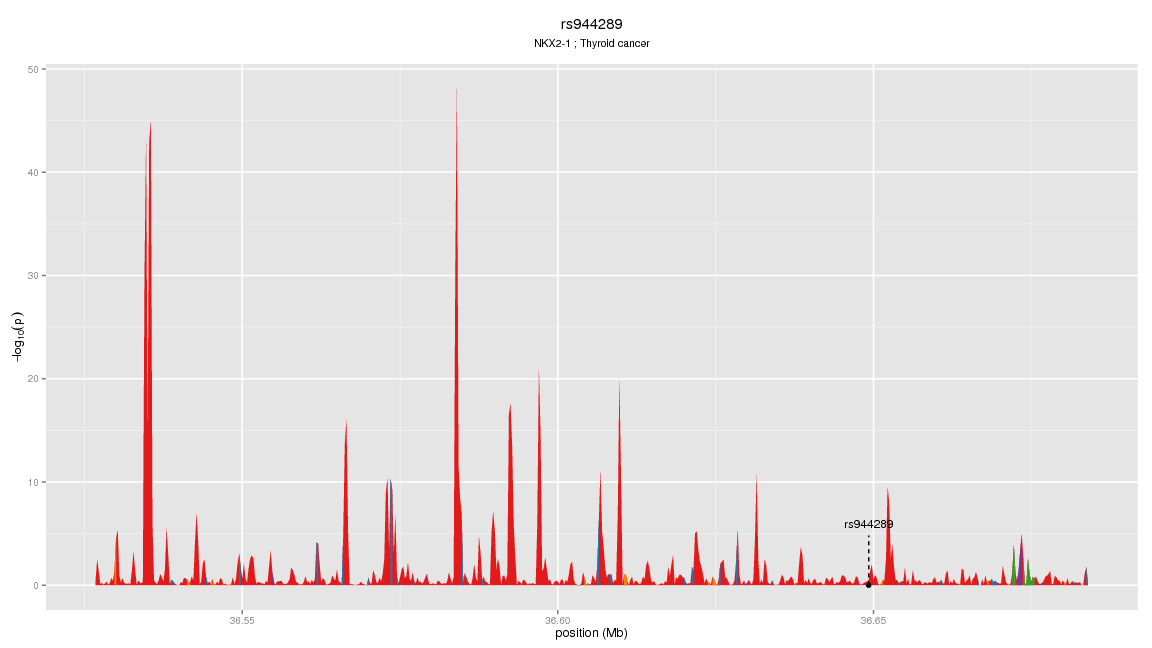 rs944289
NKX2-1 ; Thyroid cancer
50
40
30
20
10
0
−log10(p)
rs944289
36.55
36.60
36.65
position (Mb)